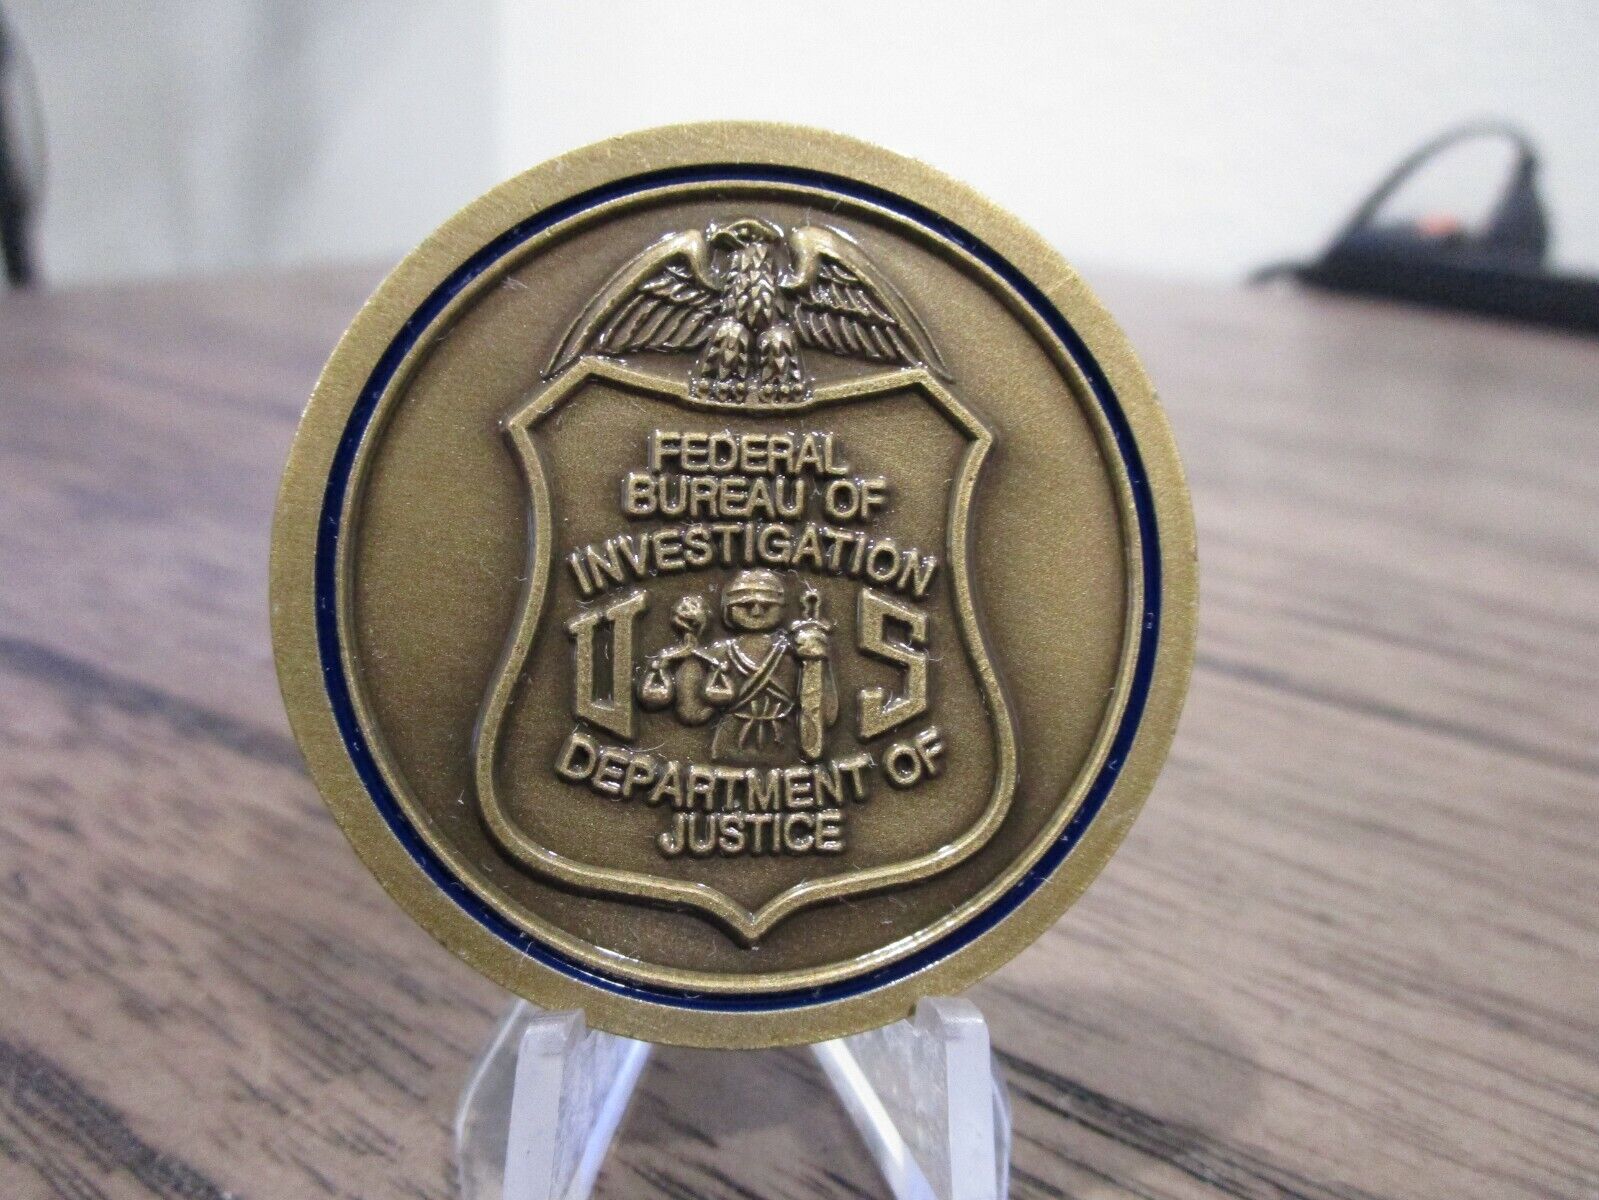 FEDERAL
BUREAU OF
INVESTIGATION
U S
DEPARTMENT OF
JUSTICE